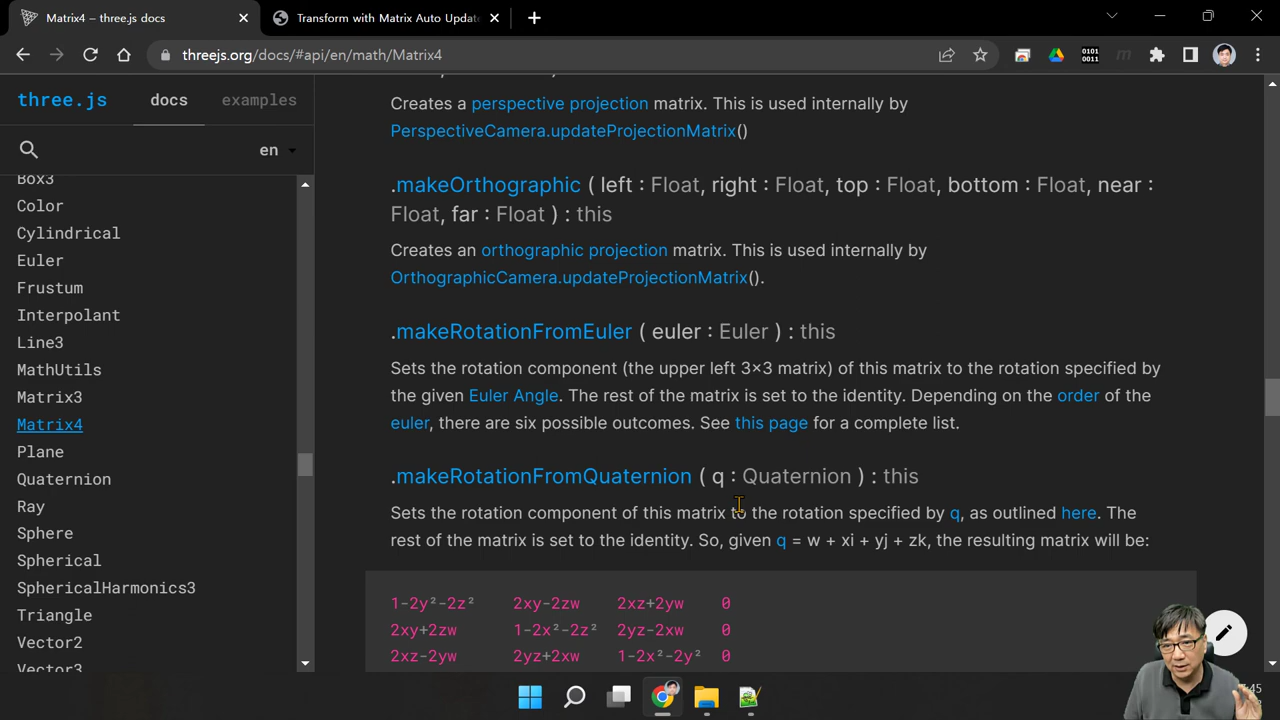 Matrix4 – three.js docs
Transform with Matrix Auto Updat
threejs.org/docs/#api/en/math/Matrix4
0101
0011
m
three.js
docs
examples
en
Box3
Color
Cylindrical
Euler
Frustum
Interpolant
Line3
MathUtils
Matrix3
Matrix4
Plane
Quaternion
Ray
Sphere
Spherical
SphericalHarmonics3
Triangle
Vector2
Vector3
Creates a perspective projection matrix. This is used internally by
PerspectiveCamera.updateProjectionMatrix()
.makeOrthographic ( left : Float, right : Float, top : Float, bottom : Float, near :
Float, far : Float ) : this
Creates an orthographic projection matrix. This is used internally by
OrthographicCamera.updateProjectionMatrix().
.makeRotationFromEuler ( euler : Euler ) : this
Sets the rotation component (the upper left 3×3 matrix) of this matrix to the rotation specified by
the given Euler Angle. The rest of the matrix is set to the identity. Depending on the order of the
euler, there are six possible outcomes. See this page for a complete list.
.makeRotationFromQuaternion ( q : Quaternion ) : this
Sets the rotation component of this matrix to the rotation specified by q, as outlined here. The
rest of the matrix is set to the identity. So, given q = w + xi + yj + zk, the resulting matrix will be:
1-2y²-2z² 2xy-2zw 2xz+2yw 0
2xy+2zw 1-2x²-2z² 2yz-2xw 0
2xz-2yw 2yz+2xw 1-2x²-2y² 0